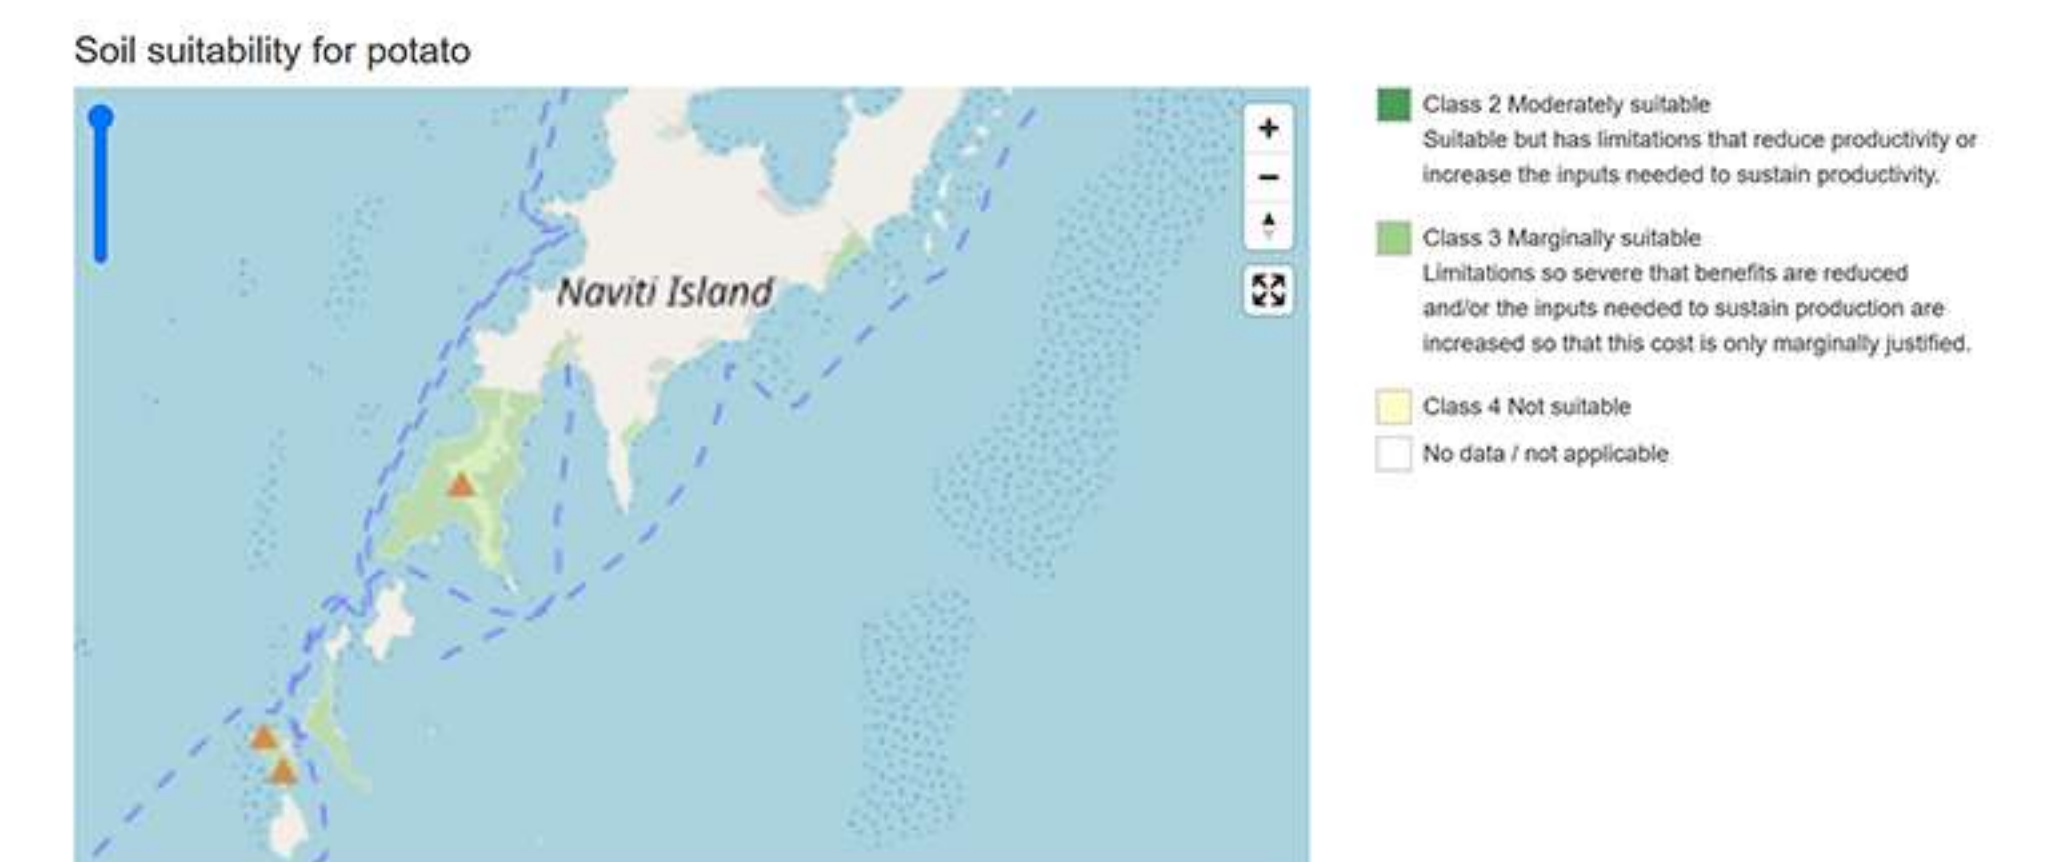 Soil suitability for potato
Naviti Island
+
−
Class 2 Moderately suitable
Suitable but has limitations that reduce productivity or
increase the inputs needed to sustain productivity.
Class 3 Marginally suitable
Limitations so severe that benefits are reduced
and/or the inputs needed to sustain production are
increased so that this cost is only marginally justified.
Class 4 Not suitable
No data / not applicable